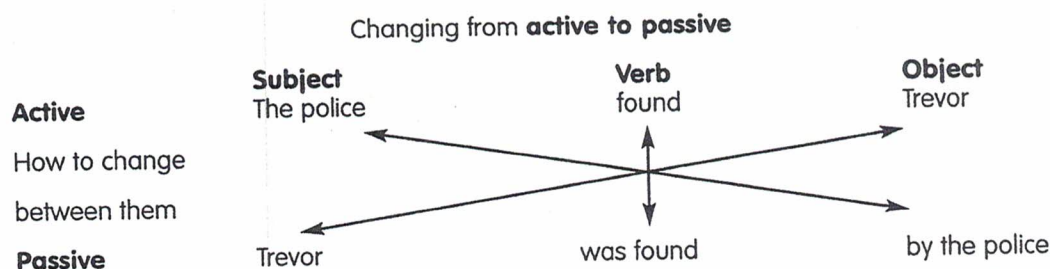 Changing from active to passive
Subject Verb Object
Active The police found Trevor
How to change
between them
Passive Trevor was found by the police